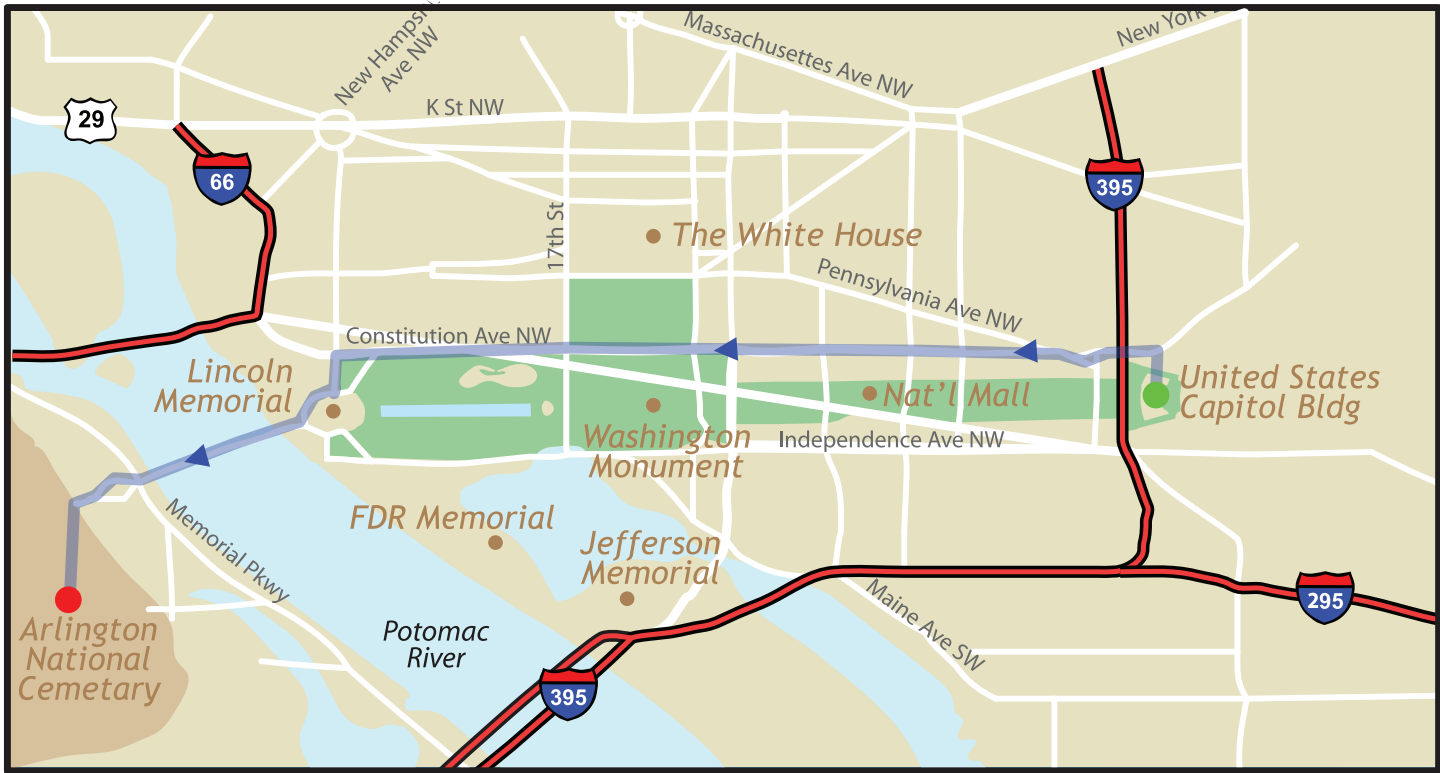 New Hampsh
Ave NW
Massachusettes Ave NW
New York
29
K St NW
66
395
17th St
The White House
Pennsylvania Ave NW
Constitution Ave NW
Lincoln
Memorial
Nat'l Mall
United States
Capitol Bldg
Washington
Monument
Independence Ave NW
FDR Memorial
Memorial Pkwy
Jefferson
Memorial
Maine Ave SW
295
Arlington
National
Cemetary
Potomac
River
395